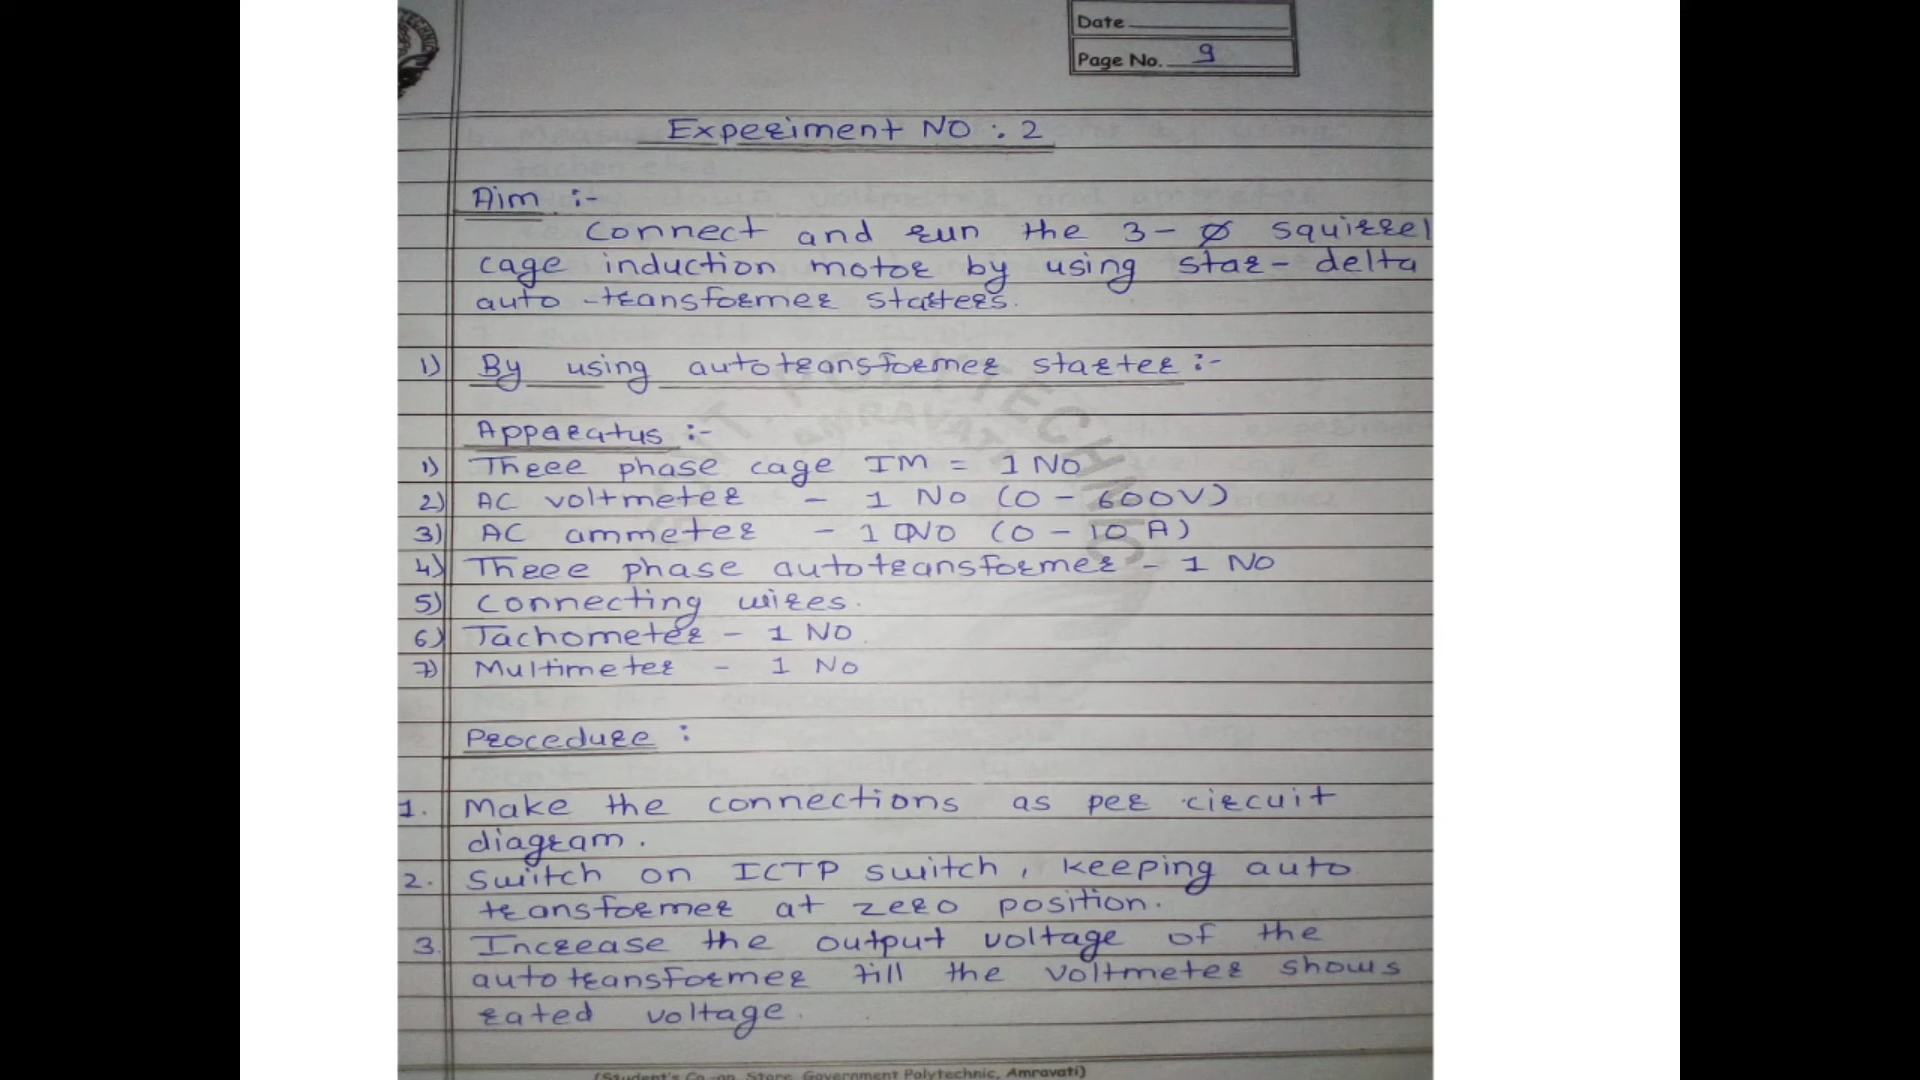 Date
Page No. 9
Experiment NO : 2
Aim :-
Connect and run the 3-Ø squirrel
cage induction motor by using star-delta
auto-transformer starters.
1) By using autotransformer starter :-
Apparatus :-
1) Three phase cage IM = 1 No
2) AC voltmeter - 1 No (0-600V)
3) AC ammeter - 1 No (0-10A)
4) Three phase autotransformer - 1 No
5) Connecting wires.
6) Tachometer - 1 NO.
7) Multimeter - 1 No
Procedure :
1. Make the connections as per circuit
diagram.
2. Switch on ICTP switch, keeping auto
transformer at zero position.
3. Increase the output voltage of the
autotransformer till the voltmeter shows
rated voltage.
(Student's Co-op. Store, Government Polytechnic, Amravati)